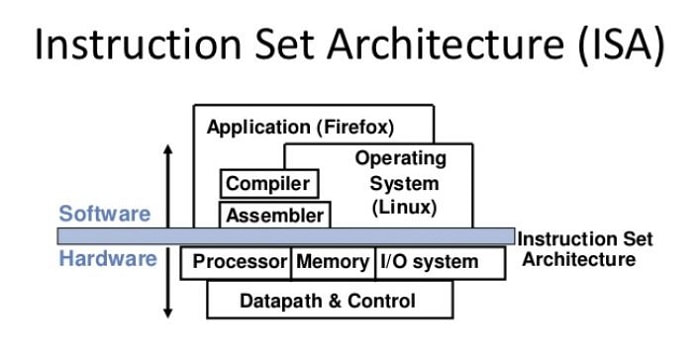 Instruction Set Architecture (ISA)
Application (Firefox)
Operating
System
(Linux)
Compiler
Assembler
Software
Instruction Set
Architecture
Hardware
Processor
Memory
I/O system
Datapath & Control